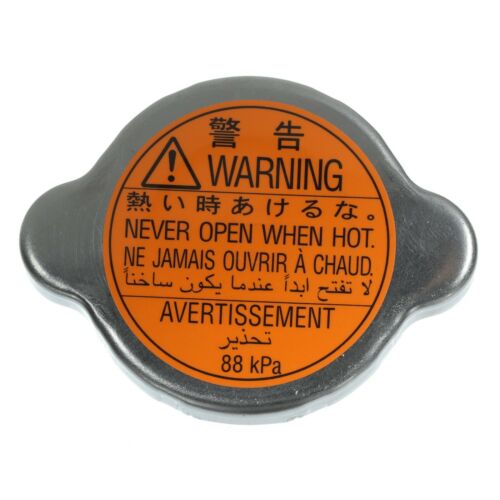 警告
WARNING
熱い時あけるな。
NEVER OPEN WHEN HOT.
NE JAMAIS OUVRIR À CHAUD.
لا تفتح ابداً عندما يكون ساخناً
AVERTISSEMENT
تحذير
88 kPa